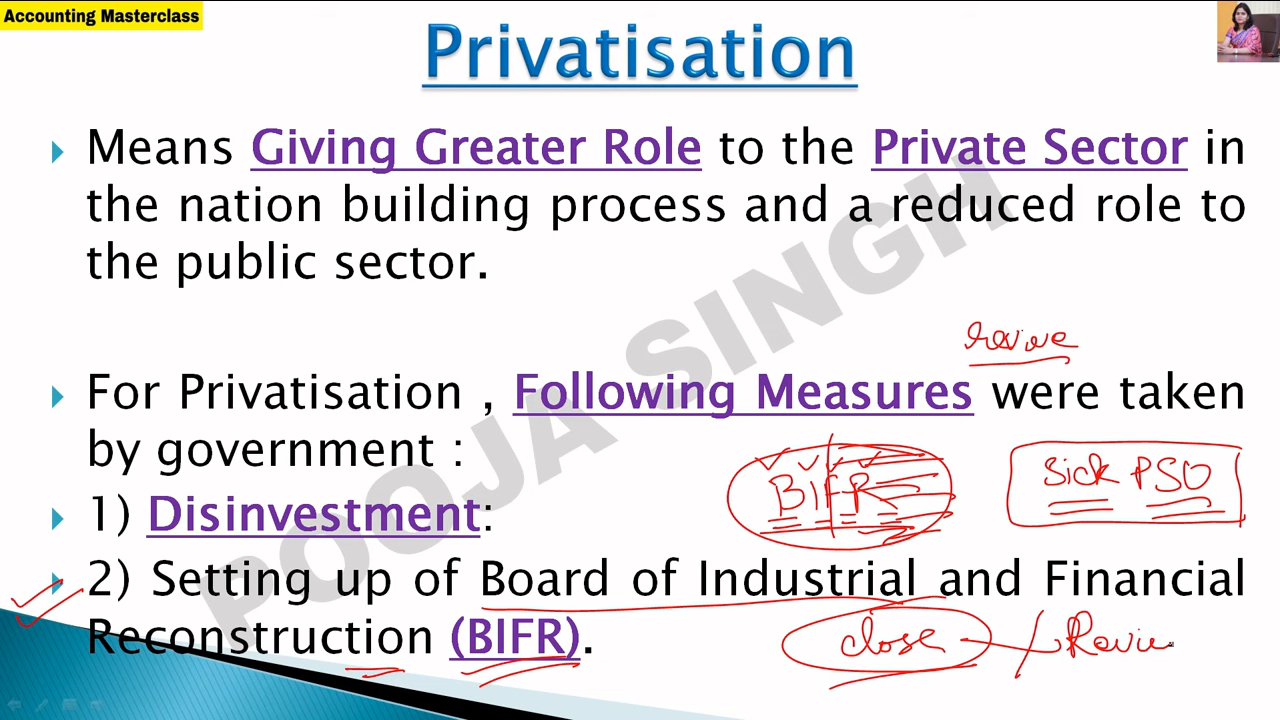 Accounting Masterclass
Privatisation
Means Giving Greater Role to the Private Sector in
the nation building process and a reduced role to
the public sector.
revive
For Privatisation , Following Measures were taken
by government :
BIFR
Sick PSU
1) Disinvestment:
2) Setting up of Board of Industrial and Financial
Reconstruction (BIFR).
close
POOJA SINGH